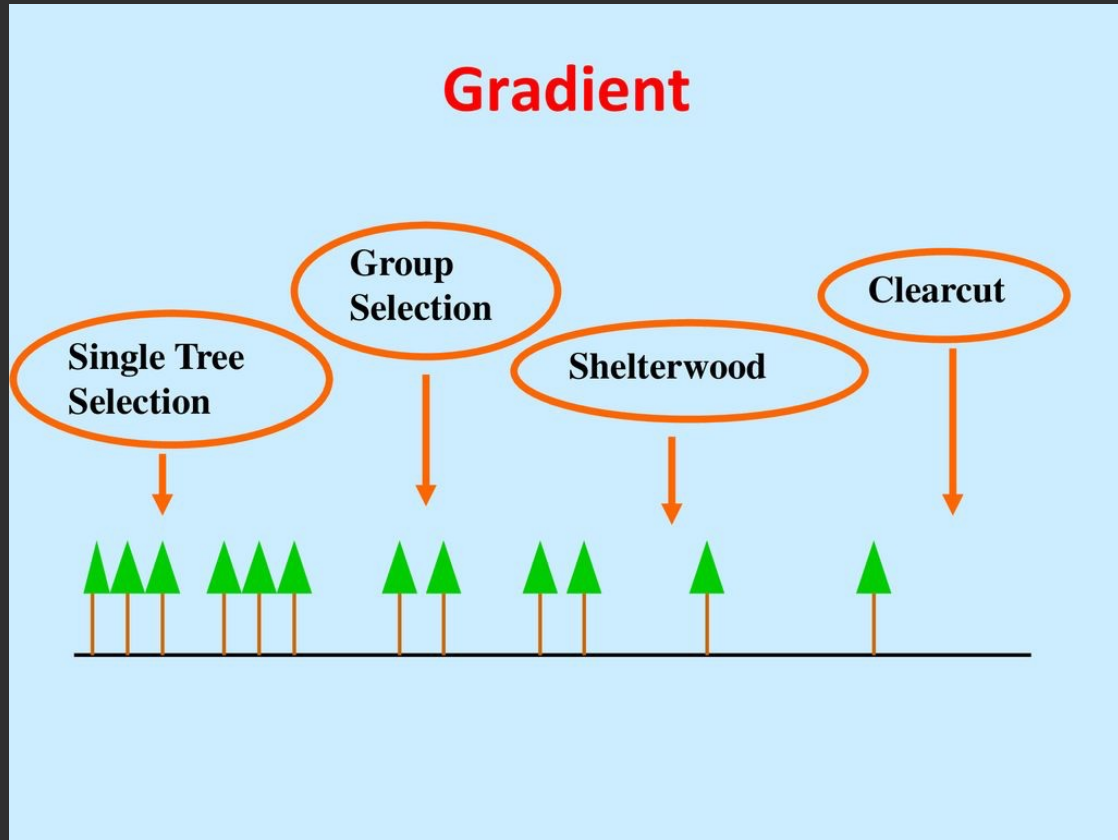 Gradient
Single Tree
Selection
Group
Selection
Shelterwood
Clearcut